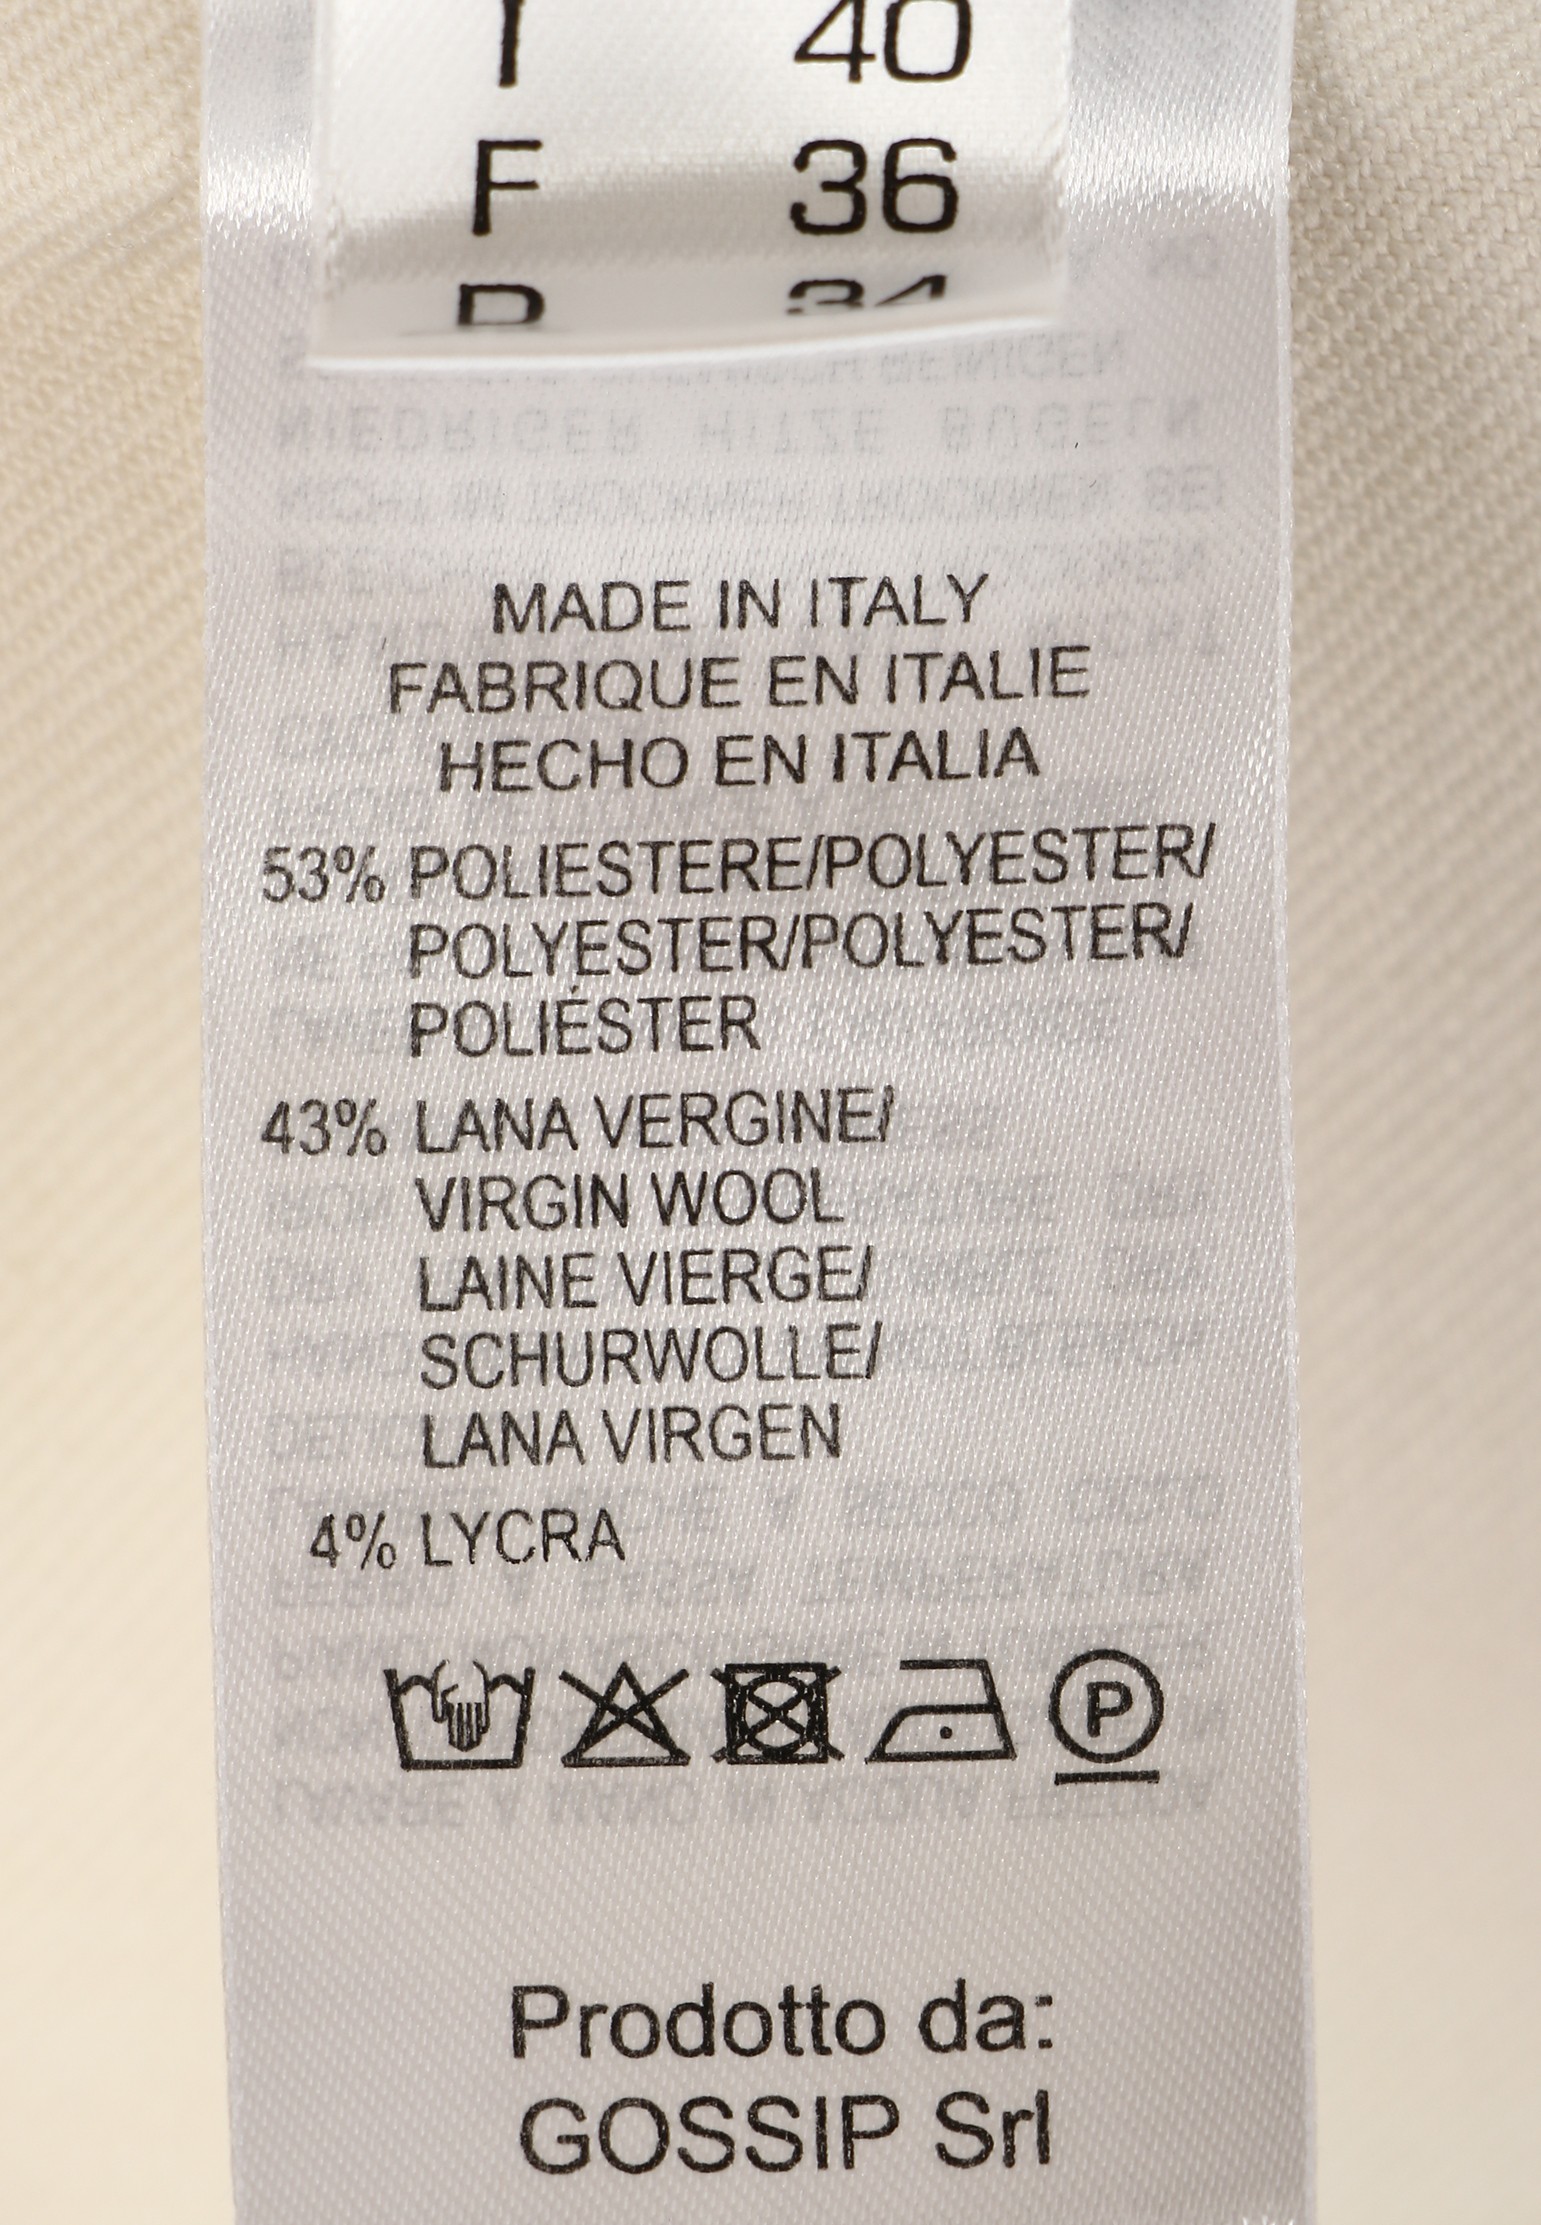 I 40
F 36
D 34
MADE IN ITALY
FABRIQUE EN ITALIE
HECHO EN ITALIA
53% POLIESTERE/POLYESTER/
POLYESTER/POLYESTER/
POLIÉSTER
43% LANA VERGINE/
VIRGIN WOOL
LAINE VIERGE/
SCHURWOLLE/
LANA VIRGEN
4% LYCRA
P
Prodotto da:
GOSSIP Srl